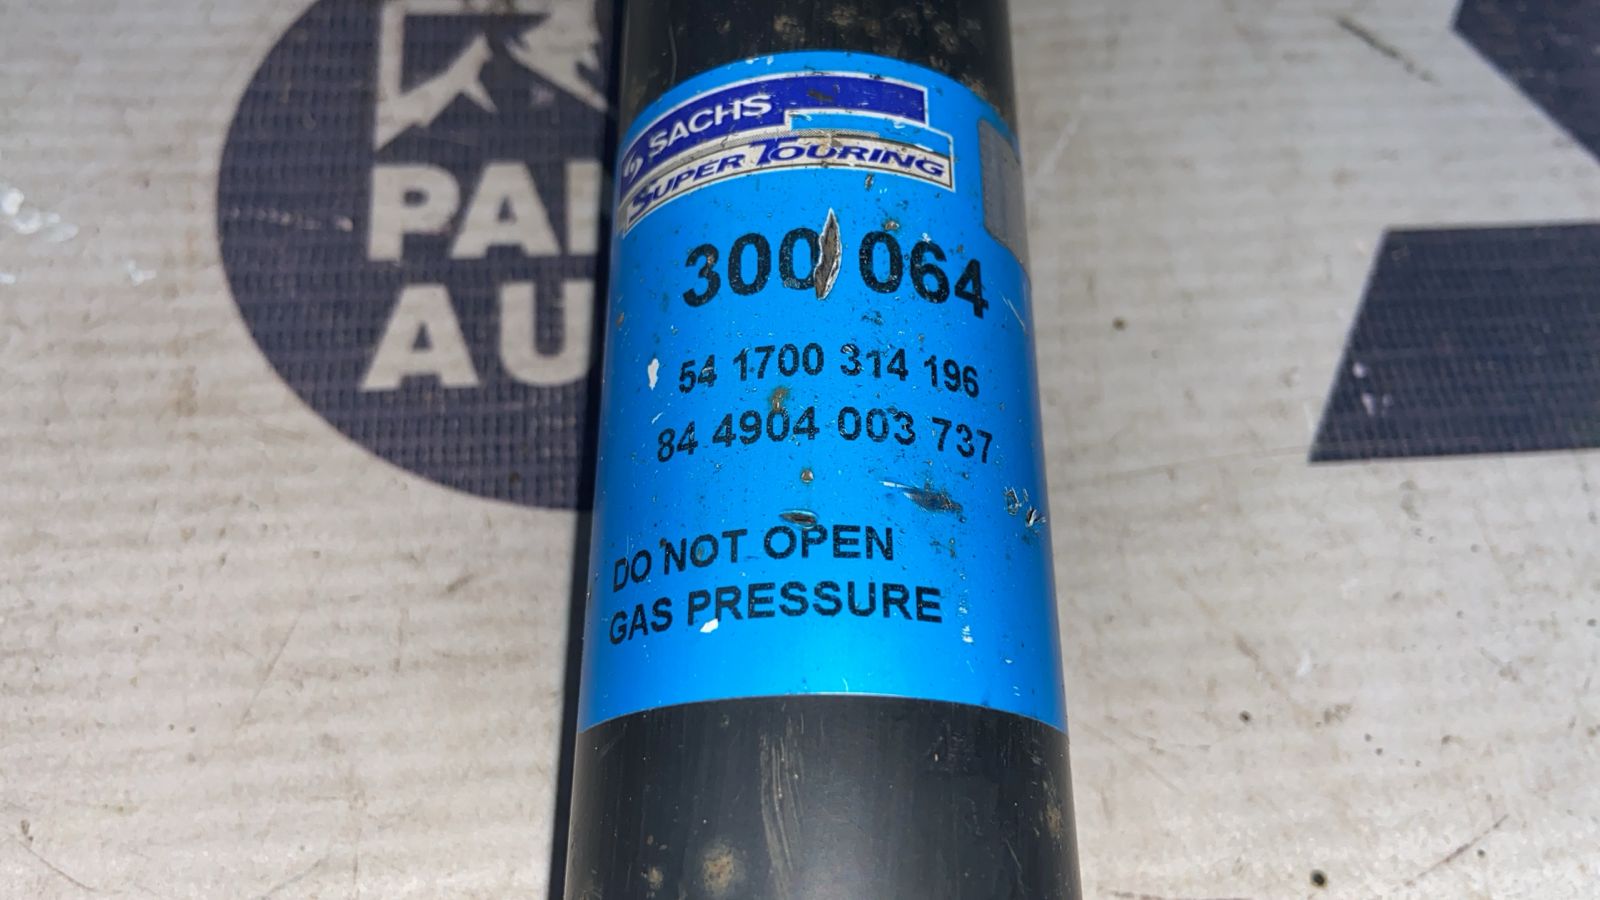 SACHS
SUPER TOURING
300 064
54 1700 314 196
84 4904 003 737
DO NOT OPEN
GAS PRESSURE
AU